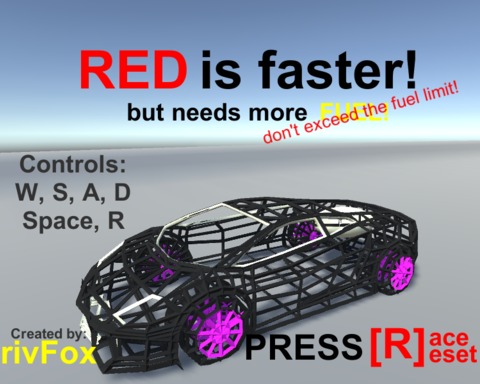 RED is faster!
but needs more FUEL!
don't exceed the fuel limit!
Controls:
W, S, A, D
Space, R
Created by:
rivFox
PRESS [R]ace
eset